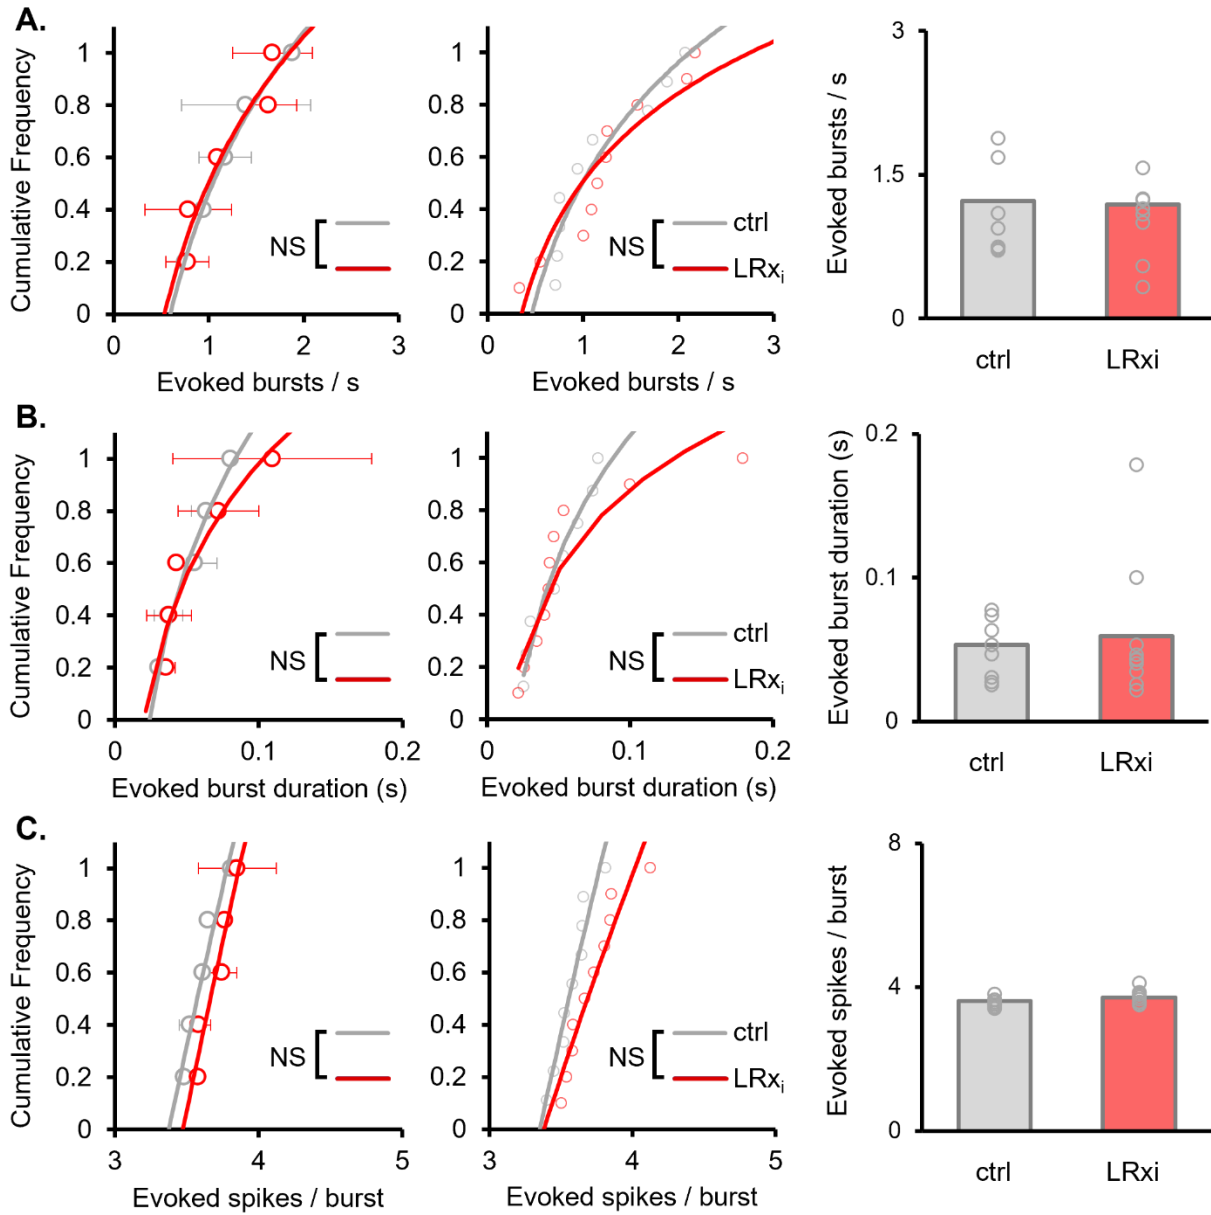 A.
Cumulative Frequency
1
0.8
0.6
0.4
0.2
0
NS
0
1
2
3
Evoked bursts / s
1
0.8
0.6
0.4
0.2
0
NS
ctrl
LRxi
0
1
2
3
Evoked bursts / s
Evoked bursts / s
3
1.5
0
ctrl
LRxi
B.
Cumulative Frequency
1
0.8
0.6
0.4
0.2
0
NS
0
0.1
0.2
Evoked burst duration (s)
1
0.8
0.6
0.4
0.2
0
NS
ctrl
LRxi
0
0.1
0.2
Evoked burst duration (s)
Evoked burst duration (s)
0.2
0.1
0
ctrl
LRxi
C.
Cumulative Frequency
1
0.8
0.6
0.4
0.2
0
NS
3
4
5
Evoked spikes / burst
1
0.8
0.6
0.4
0.2
0
NS
ctrl
LRxi
3
4
5
Evoked spikes / burst
Evoked spikes / burst
8
4
0
ctrl
LRxi